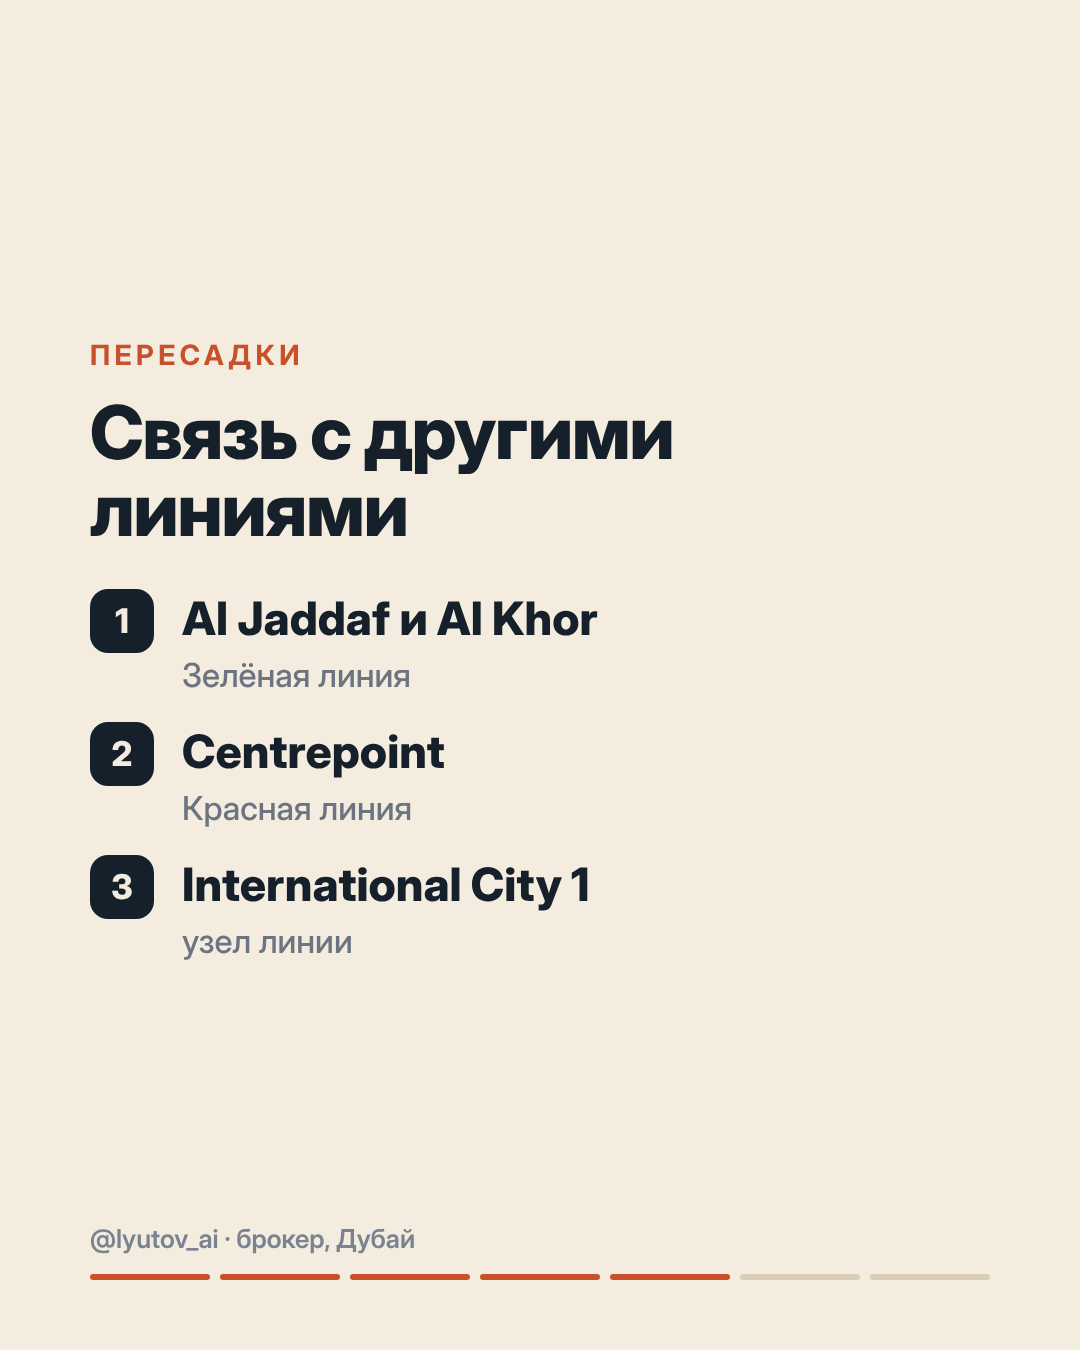 ПЕРЕСАДКИ
Связь с другими
линиями
1 Al Jaddaf и Al Khor
Зелёная линия
2 Centrepoint
Красная линия
3 International City 1
узел линии
@lyutov_ai · брокер, Дубай